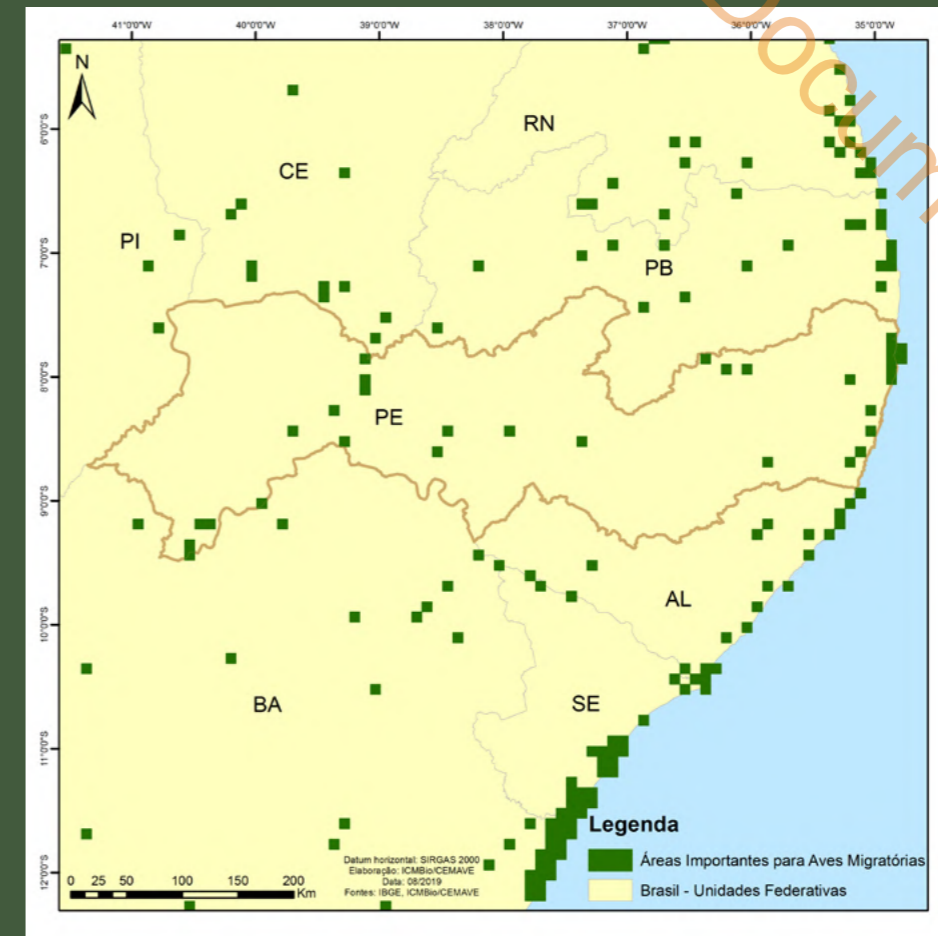 41°0'0"W 40°0'0"W 39°0'0"W 38°0'0"W 37°0'0"W 36°0'0"W 35°0'0"W
Docum
N
6°0'0"S
RN
CE
PI
7°0'0"S
PB
8°0'0"S
PE
9°0'0"S
AL
10°0'0"S
BA
SE
11°0'0"S
Legenda
Áreas Importantes para Aves Migratórias
Brasil - Unidades Federativas
12°0'0"S
Datum horizontal: SIRGAS 2000
Elaboração: ICMBio/CEMAVE
Data: 08/2019
Fontes: IBGE, ICMBio/CEMAVE
0 25 50 100 150 200
Km